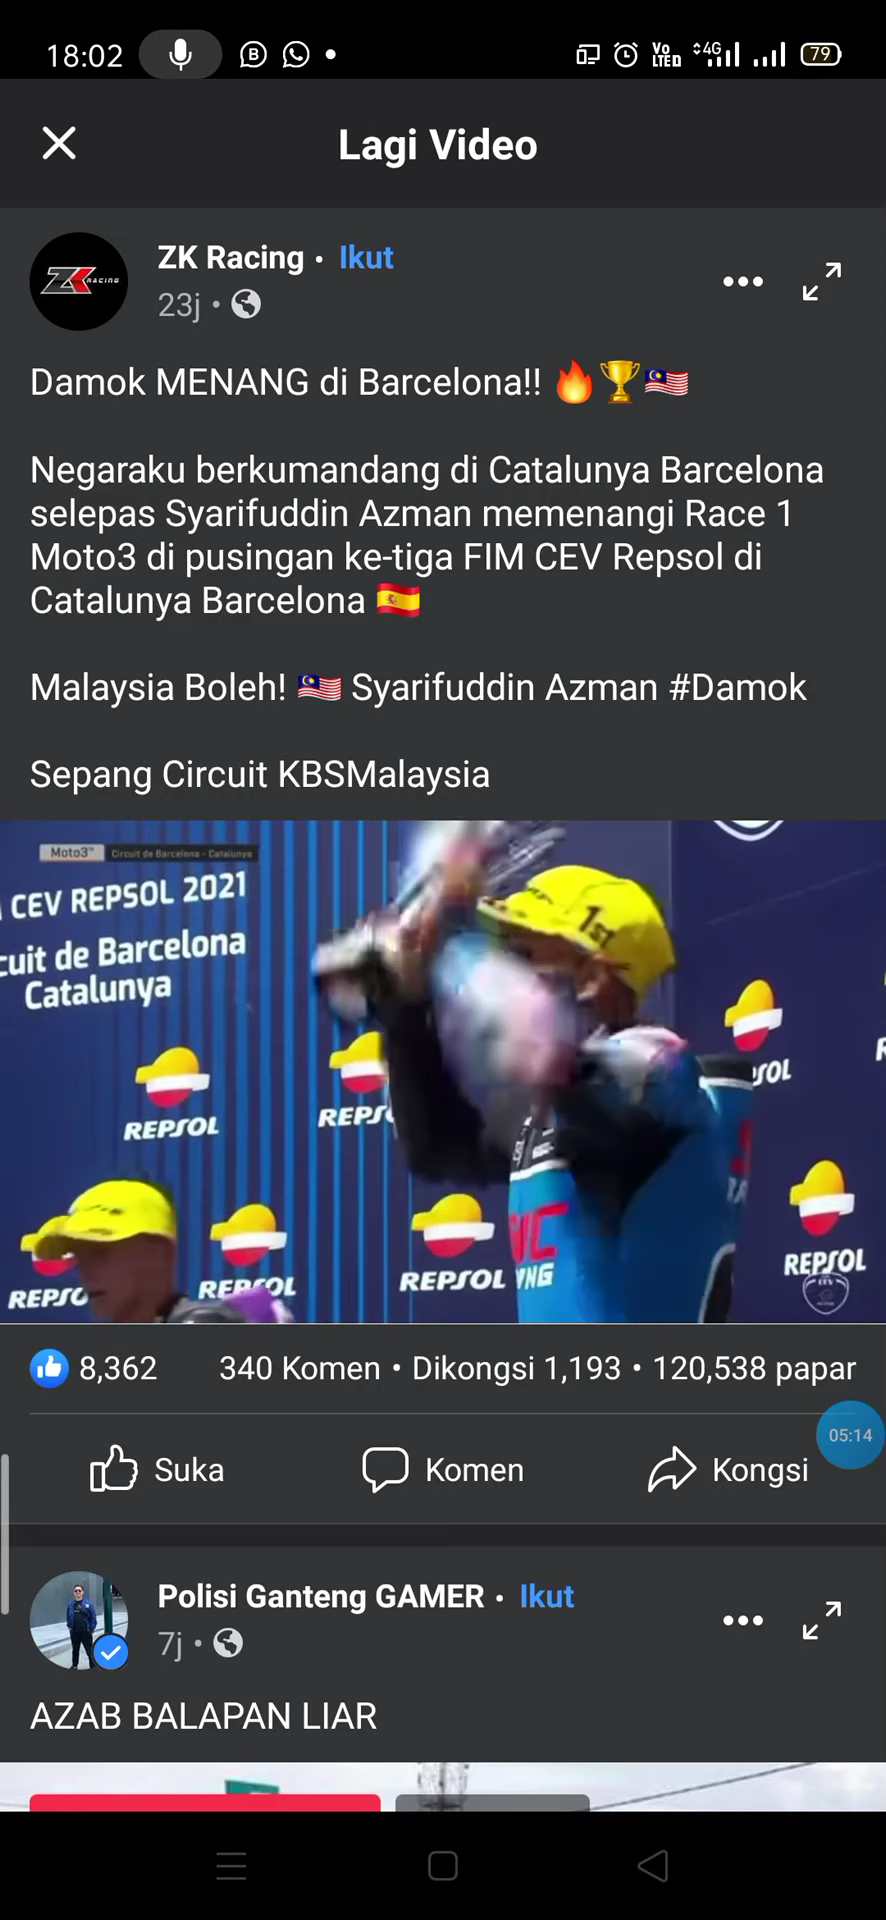 18:02
79
Lagi Video
ZK Racing • Ikut
23j
Damok MENANG di Barcelona!! 🔥🏆🇲🇾
Negaraku berkumandang di Catalunya Barcelona
selepas Syarifuddin Azman memenangi Race 1
Moto3 di pusingan ke-tiga FIM CEV Repsol di
Catalunya Barcelona 🇪🇸
Malaysia Boleh! 🇲🇾 Syarifuddin Azman #Damok
Sepang Circuit KBSMalaysia
Moto3™ Circuit de Barcelona - Catalunya
CEV REPSOL 2021
cuit de Barcelona
Catalunya
1st
REPSOL
REPSOL
REPSOL
REPSOL
8,362
340 Komen • Dikongsi 1,193 • 120,538 papar
05:14
Suka
Komen
Kongsi
Polisi Ganteng GAMER • Ikut
7j
AZAB BALAPAN LIAR